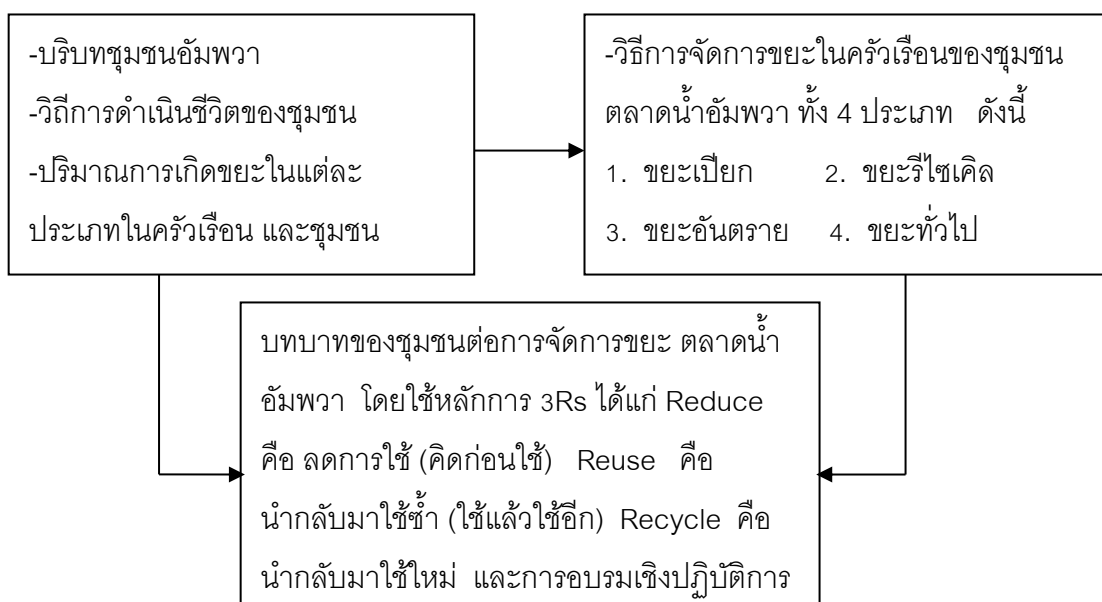 -บริบทชุมชนอัมพวา
-วิถีการดำเนินชีวิตของชุมชน
-ปริมาณการเกิดขยะในแต่ละ
ประเภทในครัวเรือน และชุมชน
-วิธีการจัดการขยะในครัวเรือนของชุมชน
ตลาดน้ำอัมพวา ทั้ง 4 ประเภท ดังนี้
1. ขยะเปียก 2. ขยะรีไซเคิล
3. ขยะอันตราย 4. ขยะทั่วไป
บทบาทของชุมชนต่อการจัดการขยะ ตลาดน้ำ
อัมพวา โดยใช้หลักการ 3Rs ได้แก่ Reduce
คือ ลดการใช้ (คิดก่อนใช้) Reuse คือ
นำกลับมาใช้ซ้ำ (ใช้แล้วใช้อีก) Recycle คือ
นำกลับมาใช้ใหม่ และการอบรมเชิงปฏิบัติการ